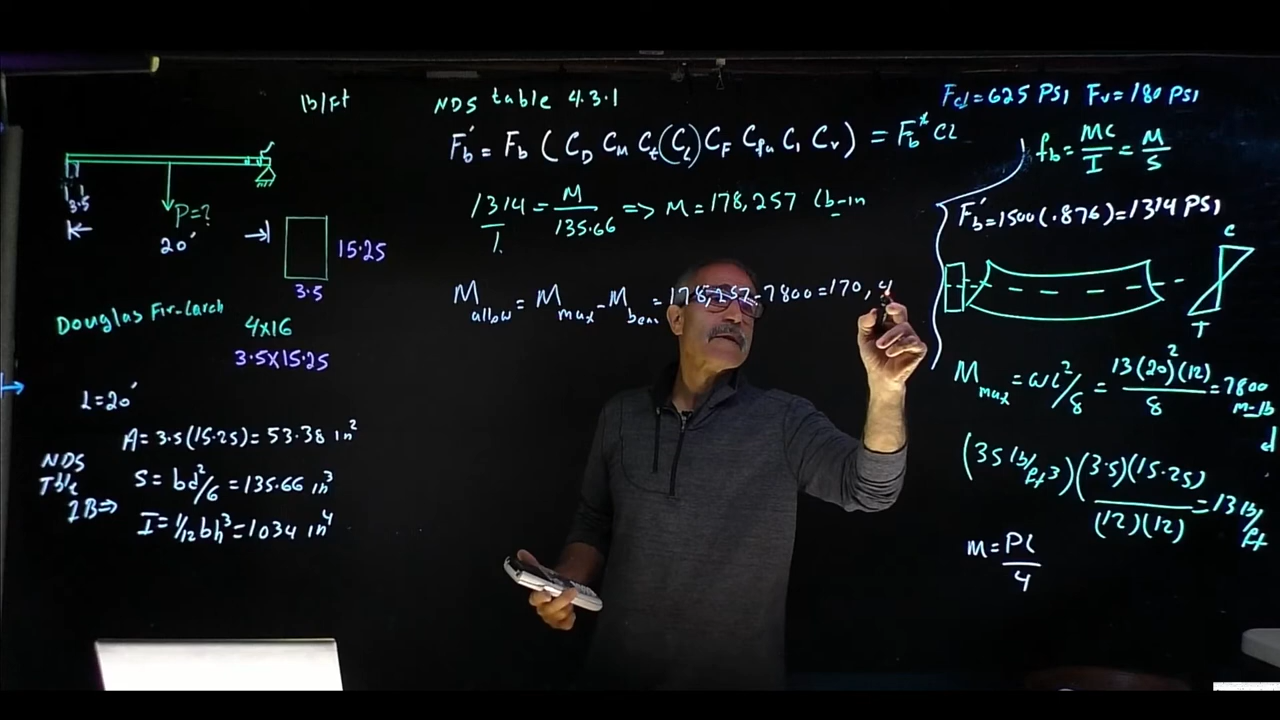 lb/Ft
3.5
P=?
20'
15.25
3.5
Douglas Fir-Larch
4x16
3.5X15.25
L=20'
A=3.5(15.25)=53.38 in²
NDS
Table
1B=>
S=bd²/6=135.66 in³
I=1/12bh³=1034 in⁴
NDS table 4.3.1
F'b=Fb(CD CM Ct(CL)CF Cfu Ci Cr)=Fb*CL
1314/1=M/135.66=>M=178,257 lb-in
Mallow=Mmax-Mbeam=178,257-7800=170,4
Fc⊥=625 PSI Fv=180 PSI
fb=MC/I=M/S
F'b=1500(.876)=1314 PSI
C
T
Mmax=ωL²/8=13(20)²(12)/8=7800
in-lb
(35 lb/ft³)(3.5)(15.25)/(12)(12)=13 lb/ft
M=PL/4